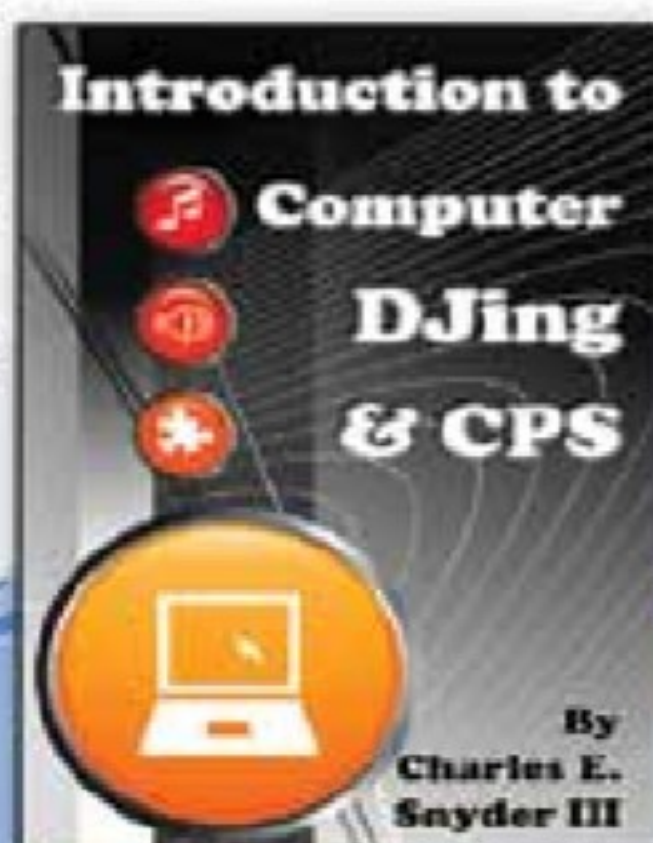 Introduction to
Computer
DJing
& CPS
By
Charles E.
Snyder III